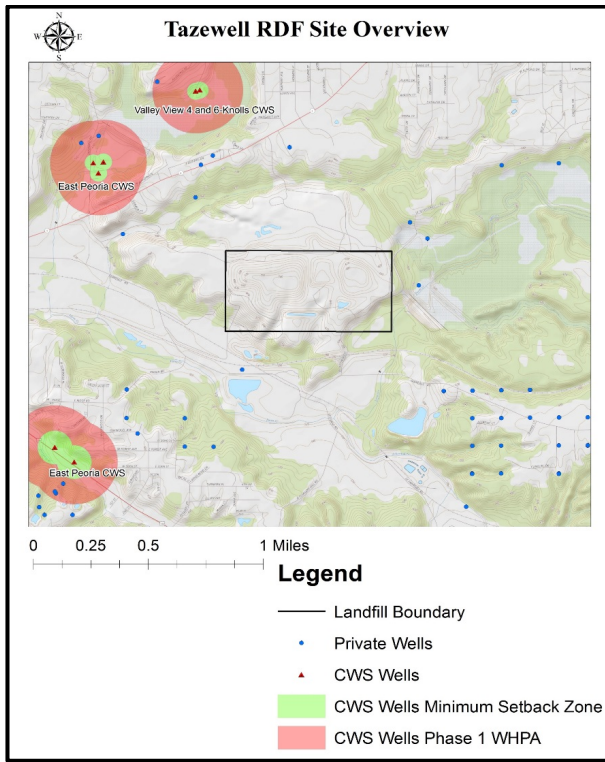 Tazewell RDF Site Overview
N
W E
S
Valley View 4 and 6-Knolls CWS
East Peoria CWS
East Peoria CWS
0 0.25 0.5 1 Miles
Legend
Landfill Boundary
Private Wells
CWS Wells
CWS Wells Minimum Setback Zone
CWS Wells Phase 1 WHPA